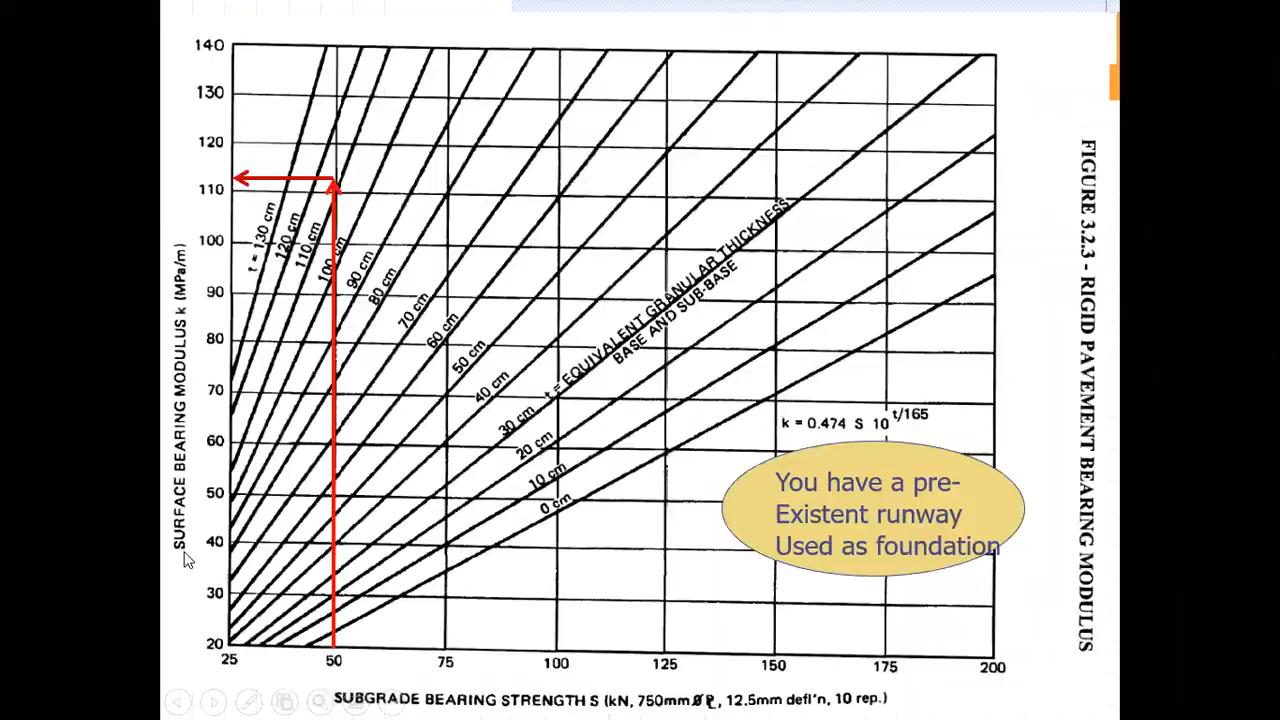 140
130
120
110
100
90
80
70
60
50
40
30
20
SURFACE BEARING MODULUS k (MPa/m)
t = 130 cm
120 cm
110 cm
100 cm
90 cm
80 cm
70 cm
60 cm
50 cm
40 cm
30 cm
20 cm
10 cm
0 cm
t = EQUIVALENT GRANULAR THICKNESS
BASE AND SUB-BASE
k = 0.474 S 10 t/165
You have a pre-
Existent runway
Used as foundation
25 50 75 100 125 150 175 200
SUBGRADE BEARING STRENGTH S (kN, 750mm Ø ℄, 12.5mm defl'n, 10 rep.)
FIGURE 3.2.3 - RIGID PAVEMENT BEARING MODULUS